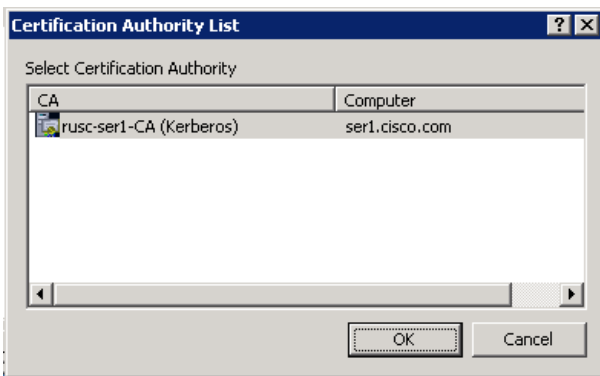 Certification Authority List
Select Certification Authority
CA Computer
rusc-ser1-CA (Kerberos) ser1.cisco.com
OK Cancel